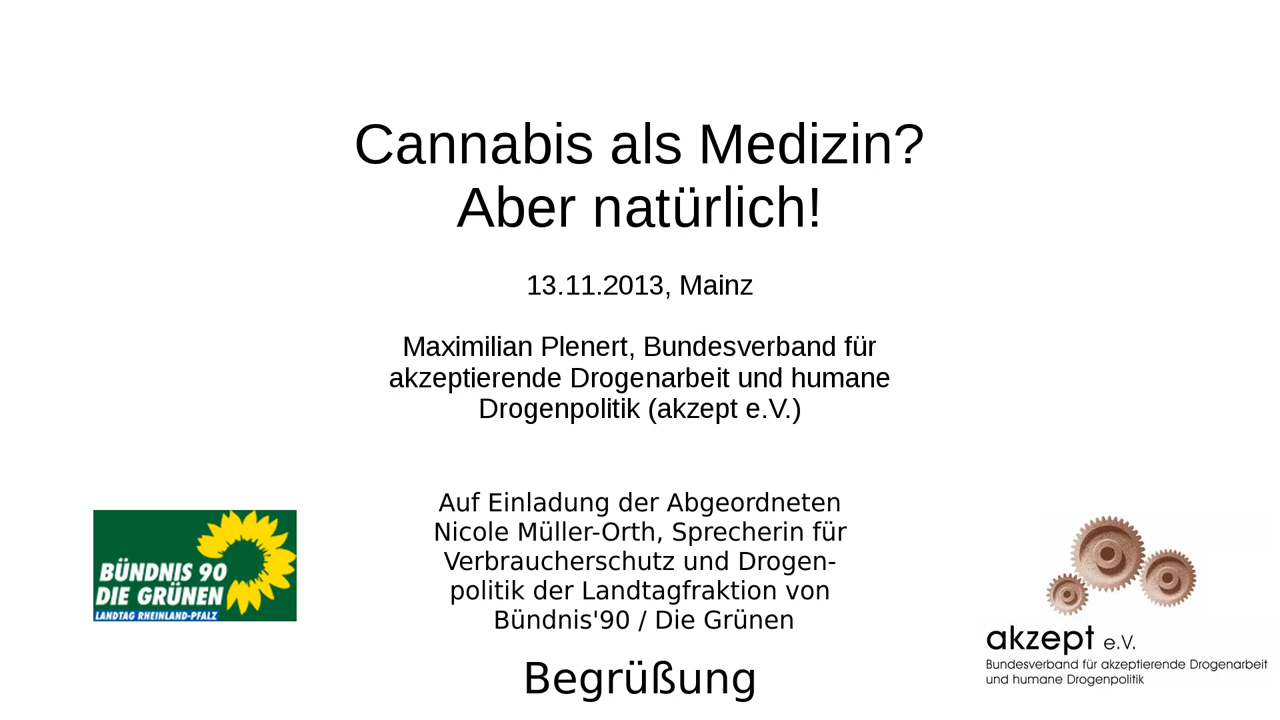 Cannabis als Medizin?
Aber natürlich!
13.11.2013, Mainz
Maximilian Plenert, Bundesverband für
akzeptierende Drogenarbeit und humane
Drogenpolitik (akzept e.V.)
Auf Einladung der Abgeordneten
Nicole Müller-Orth, Sprecherin für
Verbraucherschutz und Drogen-
politik der Landtagfraktion von
Bündnis'90 / Die Grünen
BÜNDNIS 90
DIE GRÜNEN
LANDTAG RHEINLAND-PFALZ
akzept e.V.
Bundesverband für akzeptierende Drogenarbeit
und humane Drogenpolitik
Begrüßung